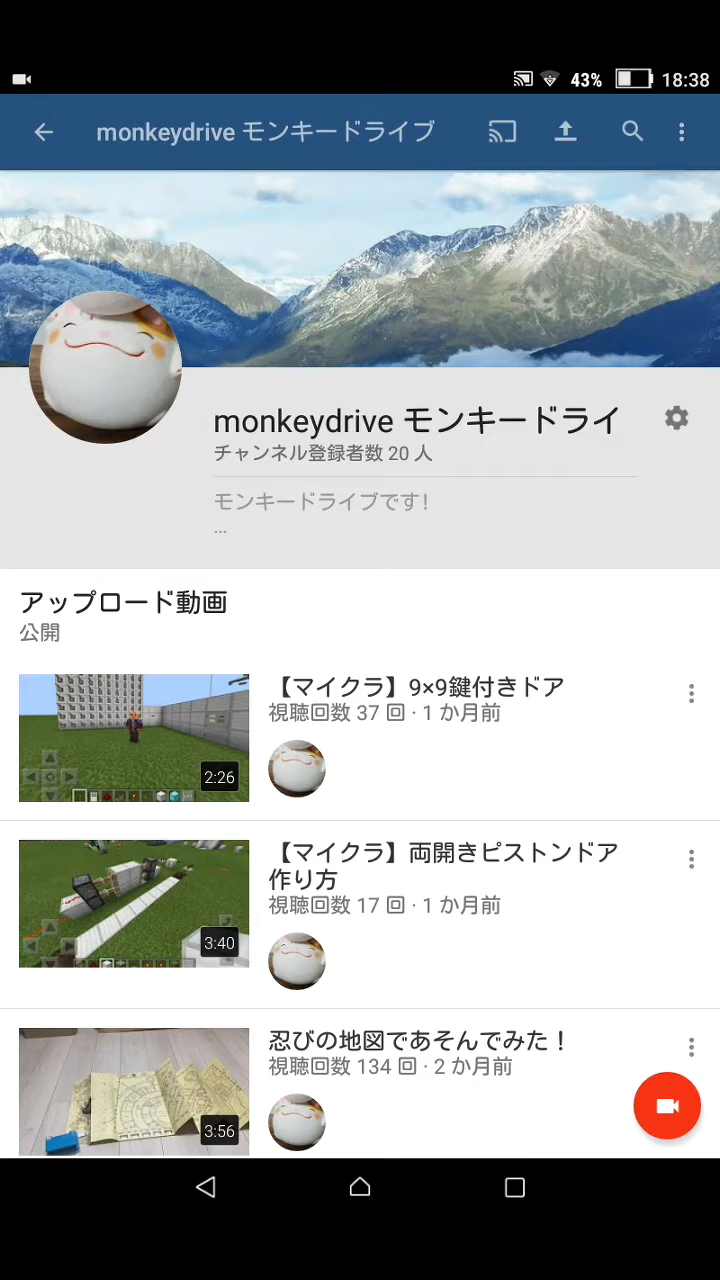 43% 18:38
monkeydrive モンキードライブ
monkeydrive モンキードライ
チャンネル登録者数 20 人
モンキードライブです!
...
アップロード動画
公開
【マイクラ】9×9鍵付きドア
視聴回数 37 回 · 1 か月前
2:26
【マイクラ】両開きピストンドア
作り方
視聴回数 17 回 · 1 か月前
3:40
忍びの地図であそんでみた！
視聴回数 134 回 · 2 か月前
3:56